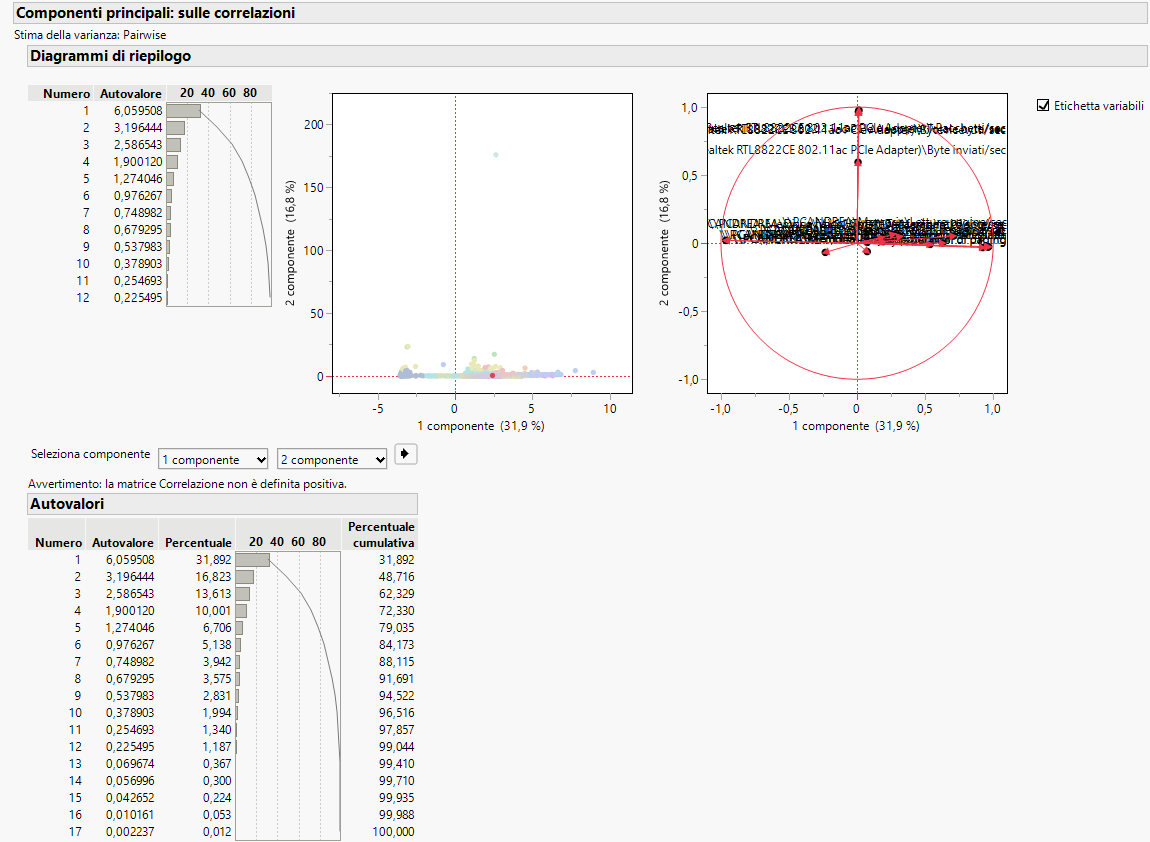 Componenti principali: sulle correlazioni
Stima della varianza: Pairwise
Diagrammi di riepilogo
Numero Autovalore 20 40 60 80
1 6,059508
2 3,196444
3 2,586543
4 1,900120
5 1,274046
6 0,976267
7 0,748982
8 0,679295
9 0,537983
10 0,378903
11 0,254693
12 0,225495
2 componente (16,8 %)
200
150
100
50
0
-5 0 5 10
1 componente (31,9 %)
2 componente (16,8 %)
1,0
0,5
0
-0,5
-1,0
altek RTL8822CE 802.11ac PCIe Adapter)\Byte inviati/sec
-1,0 -0,5 0 0,5 1,0
1 componente (31,9 %)
Etichetta variabili
Seleziona componente 1 componente 2 componente
Avvertimento: la matrice Correlazione non è definita positiva.
Autovalori
Numero Autovalore Percentuale 20 40 60 80 Percentuale cumulativa
1 6,059508 31,892 31,892
2 3,196444 16,823 48,716
3 2,586543 13,613 62,329
4 1,900120 10,001 72,330
5 1,274046 6,706 79,035
6 0,976267 5,138 84,173
7 0,748982 3,942 88,115
8 0,679295 3,575 91,691
9 0,537983 2,831 94,522
10 0,378903 1,994 96,516
11 0,254693 1,340 97,857
12 0,225495 1,187 99,044
13 0,069674 0,367 99,410
14 0,056996 0,300 99,710
15 0,042652 0,224 99,935
16 0,010161 0,053 99,988
17 0,002237 0,012 100,000